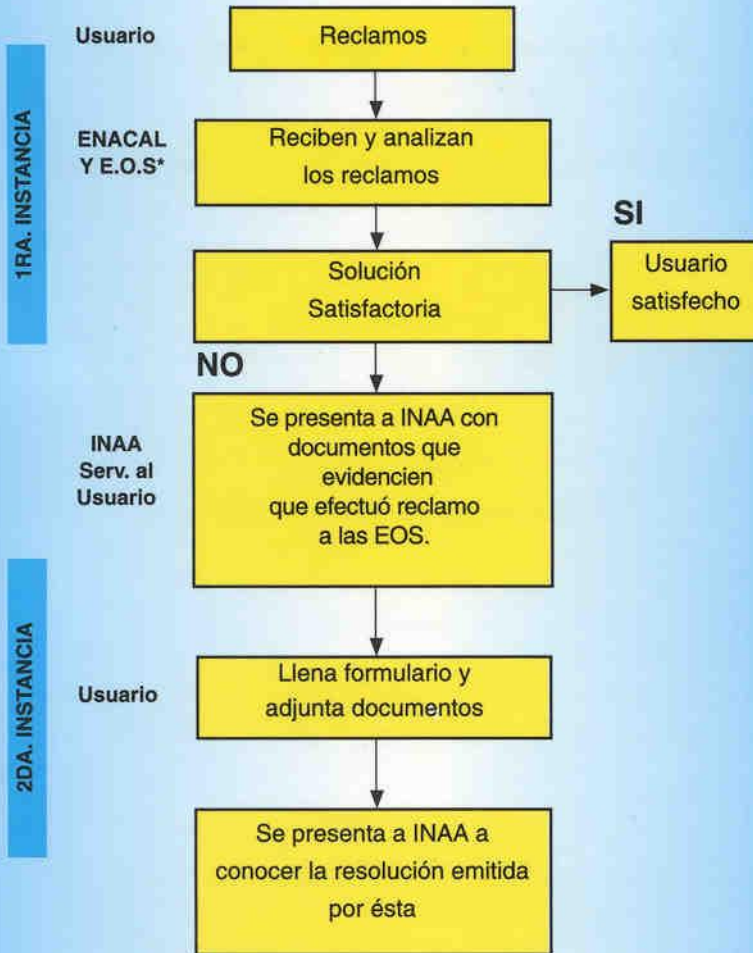 Usuario
Reclamos
1RA. INSTANCIA
ENACAL
Y E.O.S*
Reciben y analizan
los reclamos
Solución
Satisfactoria
SI
Usuario
satisfecho
NO
INAA
Serv. al
Usuario
Se presenta a INAA con
documentos que
evidencien
que efectuó reclamo
a las EOS.
2DA. INSTANCIA
Usuario
Llena formulario y
adjunta documentos
Se presenta a INAA a
conocer la resolución emitida
por ésta